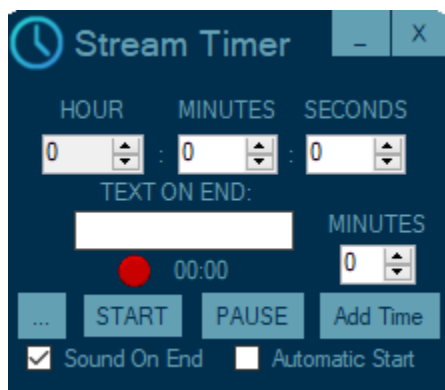 Stream Timer _ X
HOUR MINUTES SECONDS
0 : 0 : 0
TEXT ON END:
MINUTES
00:00 0
... START PAUSE Add Time
Sound On End Automatic Start